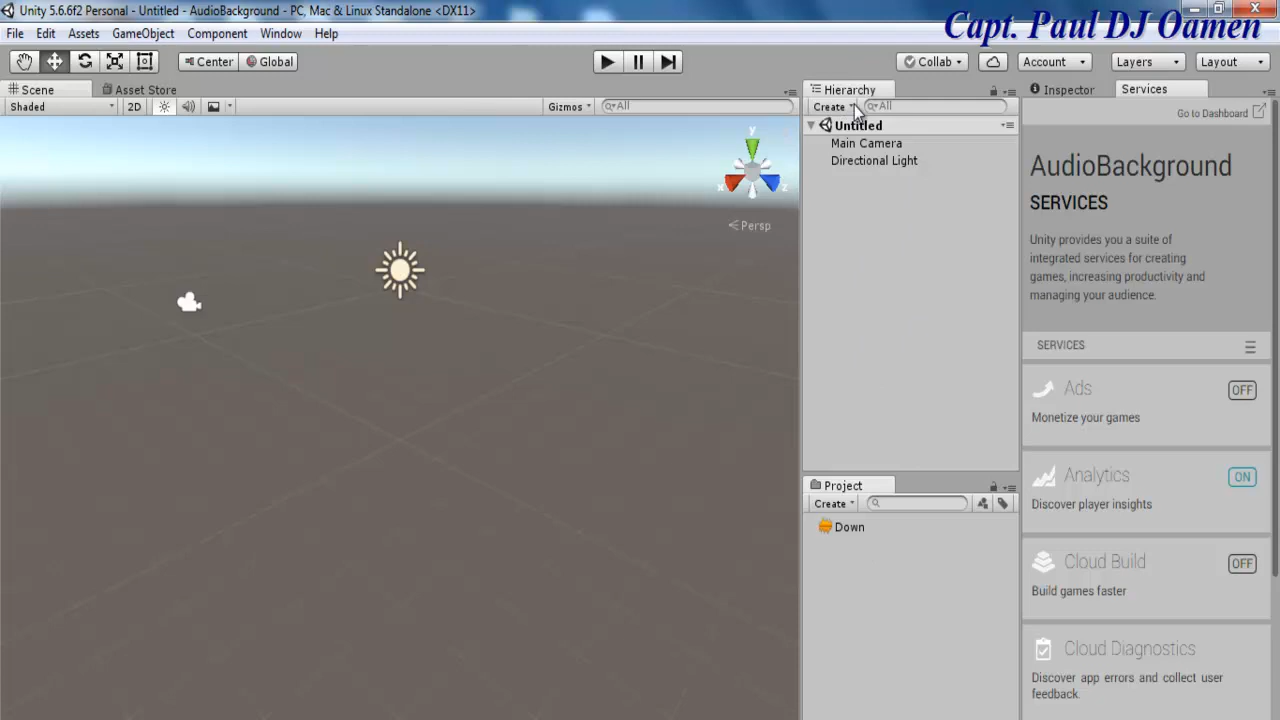 Unity 5.6.6f2 Personal - Untitled - AudioBackground - PC, Mac & Linux Standalone <DX11>
Capt. Paul DJ Oamen
File Edit Assets GameObject Component Window Help
Center Global Collab Account Layers Layout
Scene Asset Store Hierarchy Inspector Services
Shaded 2D Gizmos All Create All
Go to Dashboard
Untitled
Main Camera
Directional Light
y
x z
Persp
AudioBackground
SERVICES
Unity provides you a suite of
integrated services for creating
games, increasing productivity and
managing your audience.
SERVICES
Ads OFF
Monetize your games
Analytics ON
Discover player insights
Cloud Build OFF
Build games faster
Cloud Diagnostics
Discover app errors and collect user
feedback.
Project
Create
Down